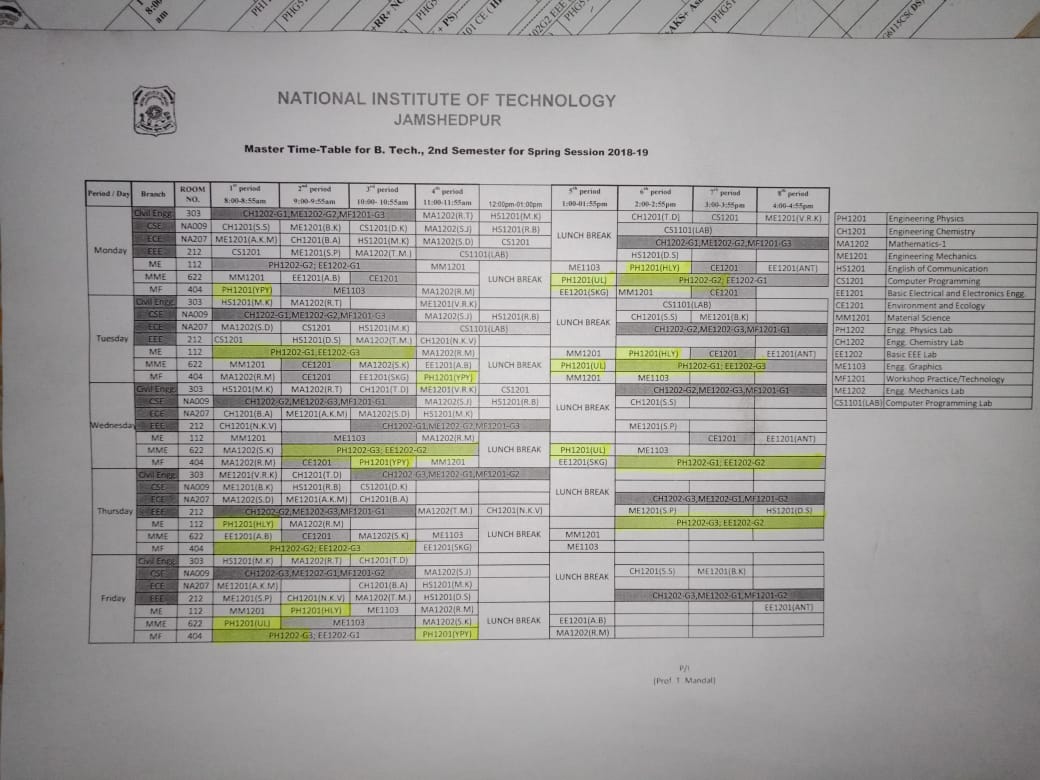 8:00
am
PHG51
101 CE (
102G2 EEE
PHG51
AKS+
PHG51
G6115CS(DS)
NATIONAL INSTITUTE OF TECHNOLOGY
JAMSHEDPUR
Master Time-Table for B. Tech., 2nd Semester for Spring Session 2018-19
Period / Day Branch ROOM NO. 1st period 8:00-8:55am 2nd period 9:00-9:55am 3rd period 10:00- 10:55am 4th period 11:00-11:55am 12:00pm-01:00pm 5th period 1:00-01:55pm 6th period 2:00-2:55pm 7th period 3:00-3:55pm 8th period 4:00-4:55pm
Monday
Civil Engg. 303 CH1202-G1,ME1202-G2,MF1201-G3 MA1202(R.T) HS1201(M.K) LUNCH BREAK CH1201(T.D) CS1201 ME1201(V.R.K)
CSE NA009 CH1201(S.S) ME1201(B.K) CS1201(D.K) MA1202(S.J) HS1201(R.B) CS1101(LAB)
ECE NA207 ME1201(A.K.M) CH1201(B.A) HS1201(M.K) MA1202(S.D) CS1201 CH1202-G1,ME1202-G2,MF1201-G3
EEE 212 CS1201 ME1201(S.P) MA1202(T.M.) CS1101(LAB) HS1201(D.S)
ME 112 PH1202-G2; EE1202-G1 MM1201 LUNCH BREAK ME1103 PH1201(HLY) CE1201 EE1201(ANT)
MME 622 MM1201 EE1201(A.B) CE1201 PH1201(UL) PH1202-G2; EE1202-G1
MF 404 PH1201(YPY) ME1103 MA1202(R.M) EE1201(SKG) MM1201 CE1201
Tuesday
Civil Engg. 303 HS1201(M.K) MA1202(R.T) ME1201(V.R.K) LUNCH BREAK CS1101(LAB)
CSE NA009 CH1202-G1,ME1202-G2,MF1201-G3 MA1202(S.J) HS1201(R.B) CH1201(S.S) ME1201(B.K)
ECE NA207 MA1202(S.D) CS1201 HS1201(M.K) CS1101(LAB) CH1202-G2,ME1202-G3,MF1201-G1
EEE 212 CS1201 HS1201(D.S) MA1202(T.M.) CH1201(N.K.V)
ME 112 PH1202-G1; EE1202-G3 MA1202(R.M) LUNCH BREAK MM1201 PH1201(HLY) CE1201 EE1201(ANT)
MME 622 MM1201 CE1201 MA1202(S.K) EE1201(A.B) PH1201(UL) PH1202-G1; EE1202-G3
MF 404 MA1202(R.M) CE1201 EE1201(SKG) PH1201(YPY) MM1201 ME1103
Wednesday
Civil Engg. 303 HS1201(M.K) MA1202(R.T) CH1201(T.D) ME1201(V.R.K) CS1201 LUNCH BREAK CH1202-G2,ME1202-G3,MF1201-G1
CSE NA009 CH1202-G2,ME1202-G3,MF1201-G1 MA1202(S.J) HS1201(R.B) CH1201(S.S)
ECE NA207 CH1201(B.A) ME1201(A.K.M) MA1202(S.D) HS1201(M.K)
EEE 212 CH1201(N.K.V) CH1202-G1,ME1202-G2,MF1201-G3 ME1201(S.P)
ME 112 MM1201 ME1103 MA1202(R.M) LUNCH BREAK CE1201 EE1201(ANT)
MME 622 MA1202(S.K) PH1202-G3; EE1202-G2 PH1201(UL) ME1103
MF 404 MA1202(R.M) CE1201 PH1201(YPY) MM1201 EE1201(SKG) PH1202-G1; EE1202-G2
Thursday
Civil Engg. 303 ME1201(V.R.K) CH1201(T.D) CH1202-G3,ME1202-G1,MF1201-G2 LUNCH BREAK
CSE NA009 ME1201(B.K) HS1201(R.B) CS1201(D.K)
ECE NA207 MA1202(S.D) ME1201(A.K.M) CH1201(B.A) CH1202-G3,ME1202-G1,MF1201-G2
EEE 212 CH1202-G2,ME1202-G3,MF1201-G1 MA1202(T.M.) CH1201(N.K.V) ME1201(S.P) HS1201(D.S)
ME 112 PH1201(HLY) MA1202(R.M) LUNCH BREAK PH1202-G3; EE1202-G2
MME 622 EE1201(A.B) CE1201 MA1202(S.K) ME1103 MM1201
MF 404 PH1202-G2; EE1202-G3 EE1201(SKG) ME1103
Friday
Civil Engg. 303 HS1201(M.K) MA1202(R.T) CH1201(T.D) LUNCH BREAK
CSE NA009 CH1202-G3,ME1202-G1,MF1201-G2 MA1202(S.J) CH1201(S.S) ME1201(B.K)
ECE NA207 ME1201(A.K.M) CH1201(B.A) HS1201(M.K)
EEE 212 ME1201(S.P) CH1201(N.K.V) MA1202(T.M.) HS1201(D.S) CH1202-G3,ME1202-G1,MF1201-G2
ME 112 MM1201 PH1201(HLY) ME1103 MA1202(R.M) LUNCH BREAK EE1201(ANT)
MME 622 PH1201(UL) ME1103 MA1202(S.K) EE1201(A.B)
MF 404 PH1202-G3; EE1202-G1 PH1201(YPY) MA1202(R.M)
PH1201 Engineering Physics
CH1201 Engineering Chemistry
MA1202 Mathematics-1
ME1201 Engineering Mechanics
HS1201 English of Communication
CS1201 Computer Programming
EE1201 Basic Electrical and Electronics Engg.
CE1201 Environment and Ecology
MM1201 Material Science
PH1202 Engg. Physics Lab
CH1202 Engg. Chemistry Lab
EE1202 Basic EEE Lab
ME1103 Engg. Graphics
MF1201 Workshop Practice/Technology
ME1202 Engg. Mechanics Lab
CS1101(LAB) Computer Programming Lab
P/I
(Prof. T. Mandal)